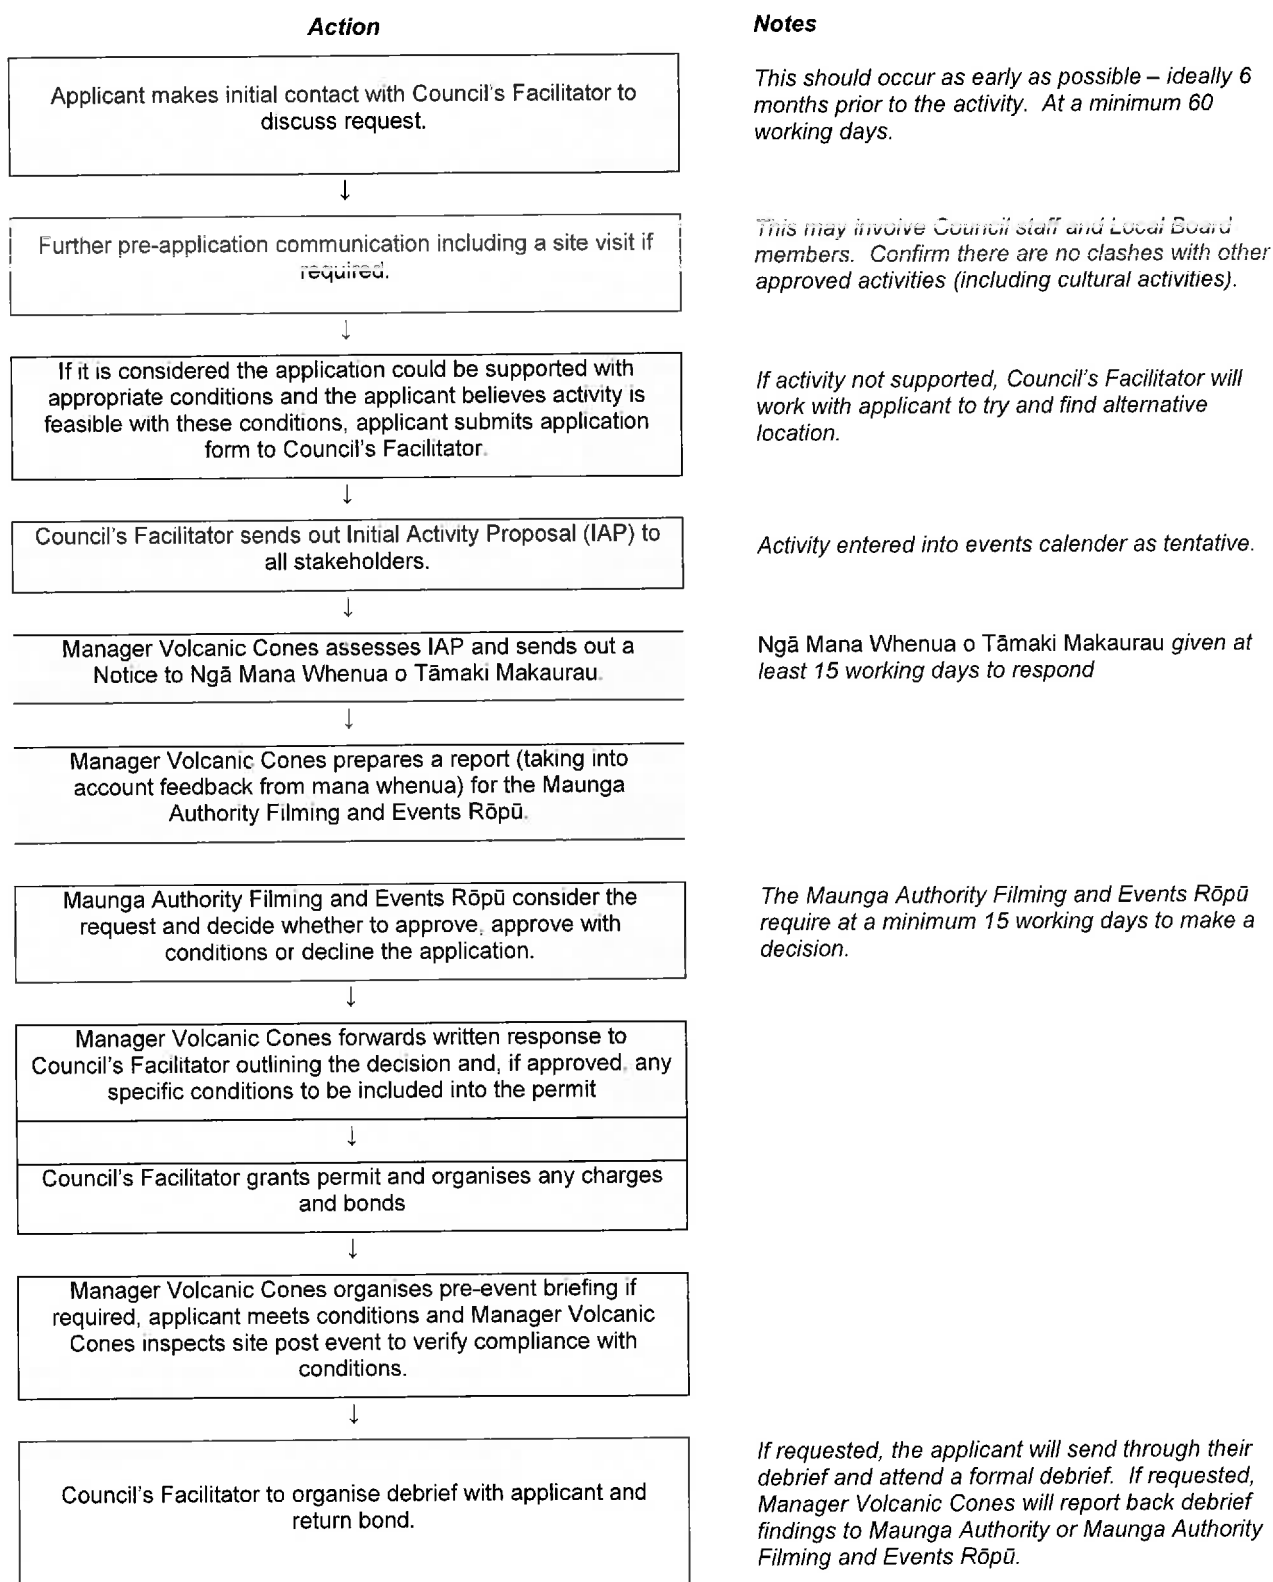 Action
Notes
Applicant makes initial contact with Council's Facilitator to
discuss request.
This should occur as early as possible – ideally 6
months prior to the activity. At a minimum 60
working days.
↓
Further pre-application communication including a site visit if
required.
This may involve Council staff and Local Board
members. Confirm there are no clashes with other
approved activities (including cultural activities).
↓
If it is considered the application could be supported with
appropriate conditions and the applicant believes activity is
feasible with these conditions, applicant submits application
form to Council's Facilitator.
If activity not supported, Council's Facilitator will
work with applicant to try and find alternative
location.
↓
Council's Facilitator sends out Initial Activity Proposal (IAP) to
all stakeholders.
Activity entered into events calender as tentative.
↓
Manager Volcanic Cones assesses IAP and sends out a
Notice to Ngā Mana Whenua o Tāmaki Makaurau.
Ngā Mana Whenua o Tāmaki Makaurau given at
least 15 working days to respond
↓
Manager Volcanic Cones prepares a report (taking into
account feedback from mana whenua) for the Maunga
Authority Filming and Events Rōpū.
Maunga Authority Filming and Events Rōpū consider the
request and decide whether to approve, approve with
conditions or decline the application.
The Maunga Authority Filming and Events Rōpū
require at a minimum 15 working days to make a
decision.
↓
Manager Volcanic Cones forwards written response to
Council's Facilitator outlining the decision and, if approved, any
specific conditions to be included into the permit
↓
Council's Facilitator grants permit and organises any charges
and bonds
↓
Manager Volcanic Cones organises pre-event briefing if
required, applicant meets conditions and Manager Volcanic
Cones inspects site post event to verify compliance with
conditions.
↓
Council's Facilitator to organise debrief with applicant and
return bond.
If requested, the applicant will send through their
debrief and attend a formal debrief. If requested,
Manager Volcanic Cones will report back debrief
findings to Maunga Authority or Maunga Authority
Filming and Events Rōpū.